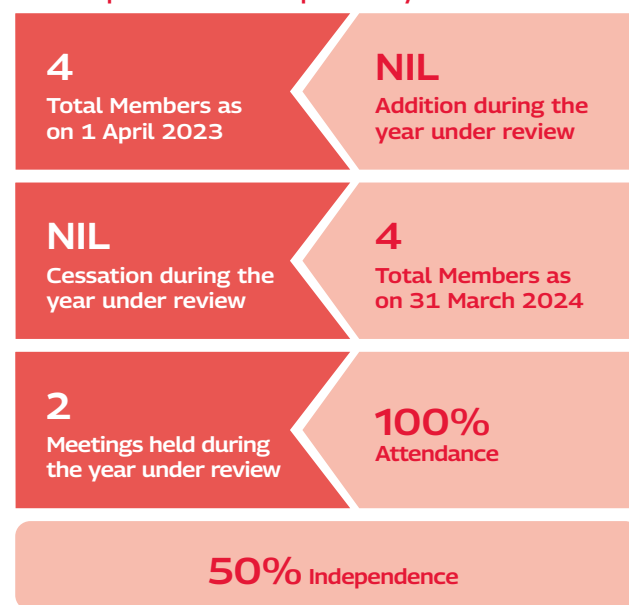 4
Total Members as
on 1 April 2023
NIL
Addition during the
year under review
NIL
Cessation during the
year under review
4
Total Members as
on 31 March 2024
2
Meetings held during
the year under review
100%
Attendance
50% Independence